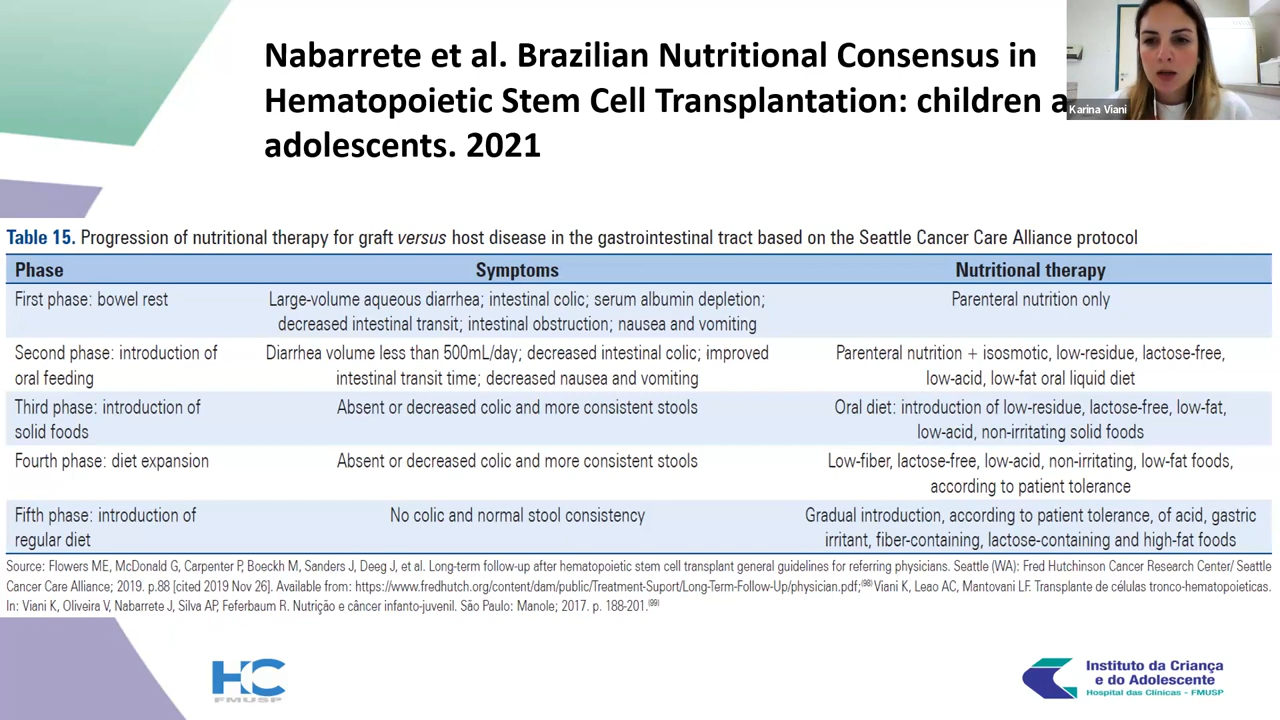 Nabarrete et al. Brazilian Nutritional Consensus in
Hematopoietic Stem Cell Transplantation: children a
adolescents. 2021
Karina Viani
Table 15. Progression of nutritional therapy for graft versus host disease in the gastrointestinal tract based on the Seattle Cancer Care Alliance protocol
Phase Symptoms Nutritional therapy
First phase: bowel rest Large-volume aqueous diarrhea; intestinal colic; serum albumin depletion; Parenteral nutrition only
decreased intestinal transit; intestinal obstruction; nausea and vomiting
Second phase: introduction of Diarrhea volume less than 500mL/day; decreased intestinal colic; improved Parenteral nutrition + isosmotic, low-residue, lactose-free,
oral feeding intestinal transit time; decreased nausea and vomiting low-acid, low-fat oral liquid diet
Third phase: introduction of Absent or decreased colic and more consistent stools Oral diet: introduction of low-residue, lactose-free, low-fat,
solid foods low-acid, non-irritating solid foods
Fourth phase: diet expansion Absent or decreased colic and more consistent stools Low-fiber, lactose-free, low-acid, non-irritating, low-fat foods,
according to patient tolerance
Fifth phase: introduction of No colic and normal stool consistency Gradual introduction, according to patient tolerance, of acid, gastric
regular diet irritant, fiber-containing, lactose-containing and high-fat foods
Source: Flowers ME, McDonald G, Carpenter P, Boeckh M, Sanders J, Deeg J, et al. Long-term follow-up after hematopoietic stem cell transplant general guidelines for referring physicians. Seattle (WA): Fred Hutchinson Cancer Research Center/ Seattle
Cancer Care Alliance; 2019. p.88 [cited 2019 Nov 26]. Available from: https://www.fredhutch.org/content/dam/public/Treatment-Suport/Long-Term-Follow-Up/physician.pdf;(98) Viani K, Leao AC, Mantovani LF. Transplante de células tronco-hematopoieticas.
In: Viani K, Oliveira V, Nabarrete J, Silva AP, Feferbaum R. Nutrição e câncer infanto-juvenil. São Paulo: Manole; 2017. p. 188-201.(99)
HC
FMUSP
Instituto da Criança
e do Adolescente
Hospital das Clínicas - FMUSP